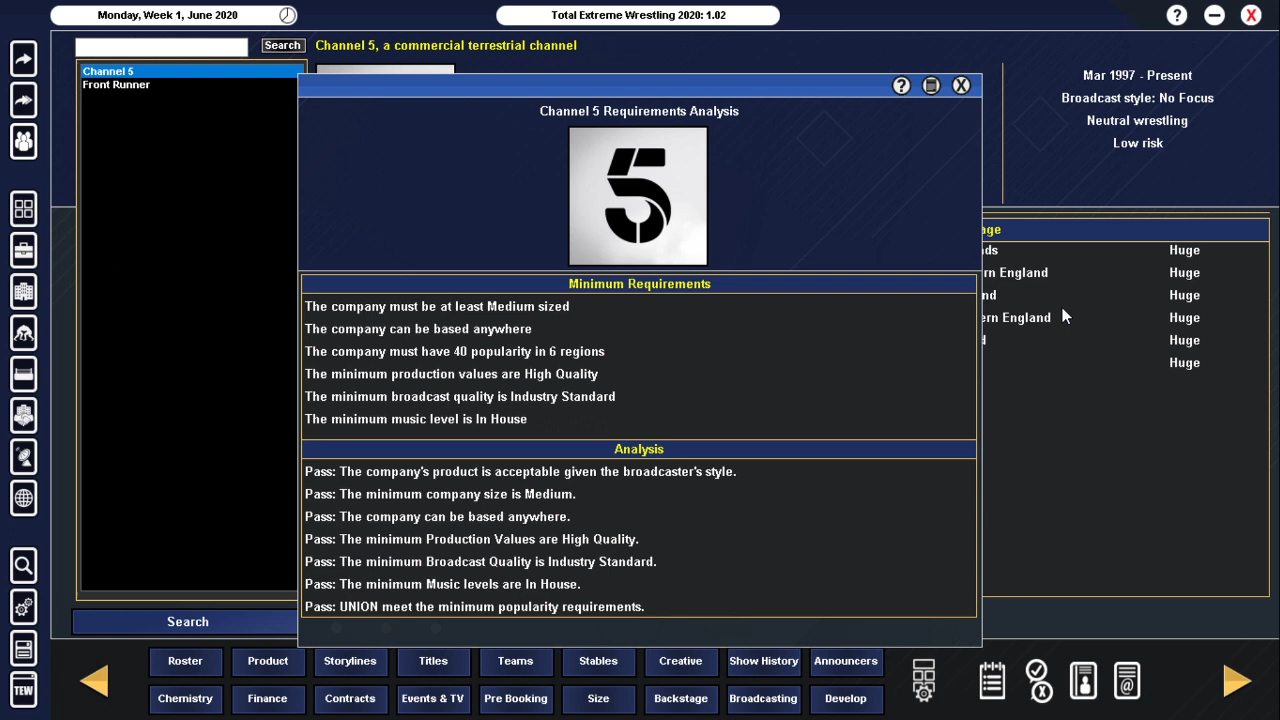 Monday, Week 1, June 2020
Total Extreme Wrestling 2020: 1.02
Search
Channel 5, a commercial terrestrial channel
Channel 5
Front Runner
Mar 1997 - Present
Broadcast style: No Focus
Neutral wrestling
Low risk
Channel 5 Requirements Analysis
5
Minimum Requirements
The company must be at least Medium sized
The company can be based anywhere
The company must have 40 popularity in 6 regions
The minimum production values are High Quality
The minimum broadcast quality is Industry Standard
The minimum music level is In House
Analysis
Pass: The company's product is acceptable given the broadcaster's style.
Pass: The minimum company size is Medium.
Pass: The company can be based anywhere.
Pass: The minimum Production Values are High Quality.
Pass: The minimum Broadcast Quality is Industry Standard.
Pass: The minimum Music levels are In House.
Pass: UNION meet the minimum popularity requirements.
age
nds Huge
rn England Huge
nd Huge
ern England Huge
d Huge
Huge
Search
Roster Product Storylines Titles Teams Stables Creative Show History Announcers
Chemistry Finance Contracts Events & TV Pre Booking Size Backstage Broadcasting Develop
TEW